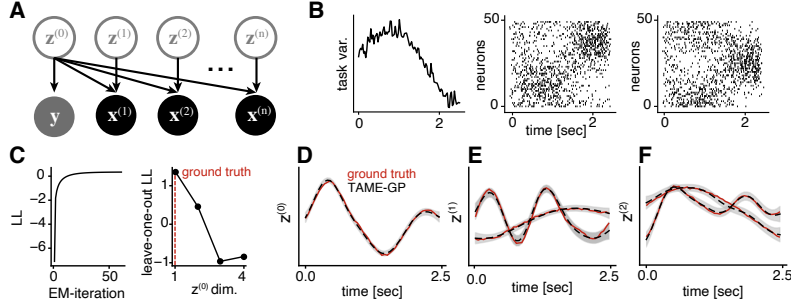 A
z(0) z(1) z(2) z(n)
...
y x(1) x(2) x(n)
B
task var.
0 2
neurons
50
0
0 2
time [sec]
neurons
50
0
0 2
C
LL
0
−2
−4
−6
0 50
EM-iteration
leave-one-out LL
1
0
−1
ground truth
1 4
z(0) dim.
D
z(0)
ground truth
TAME-GP
0.0 2.5
time [sec]
E
z(1)
0.0 2.5
time [sec]
F
z(2)
0.0 2.5
time [sec]